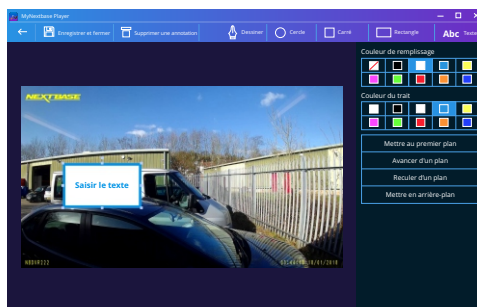 MyNextbase Player
Enregistrer et fermer
Supprimer une annotation
Dessiner
Cercle
Carré
Rectangle
Abc Texte
Couleur de remplissage
NEXTBASE
Couleur du trait
Mettre au premier plan
Avancer d'un plan
Saisir le texte
Reculer d'un plan
Mettre en arrière-plan